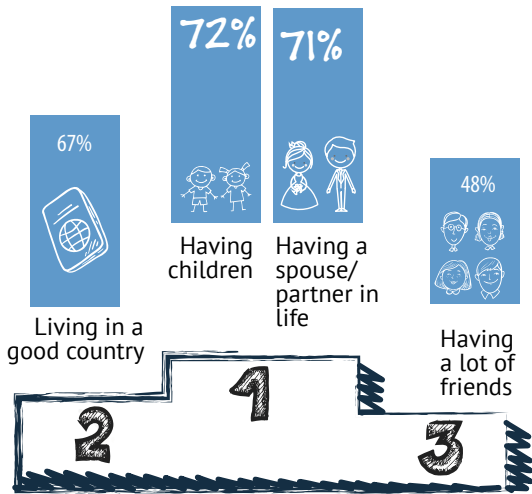 72%
71%
67%
48%
Having
children
Having a
spouse/
partner in
life
Living in a
good country
Having
a lot of
friends
1
2
3